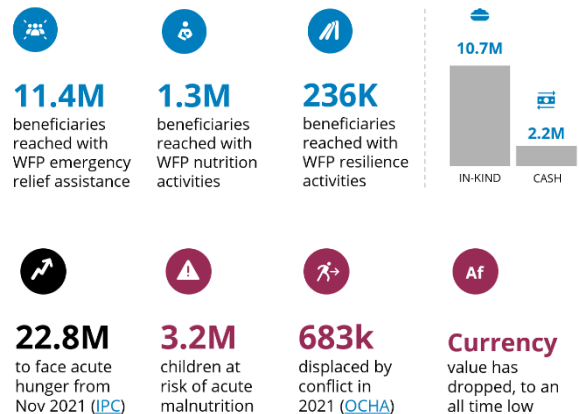 11.4M
beneficiaries
reached with
WFP emergency
relief assistance
1.3M
beneficiaries
reached with
WFP nutrition
activities
236K
beneficiaries
reached with
WFP resilience
activities
10.7M
2.2M
IN-KIND
CASH
22.8M
to face acute
hunger from
Nov 2021 (IPC)
3.2M
children at
risk of acute
malnutrition
683k
displaced by
conflict in
2021 (OCHA)
Af
Currency
value has
dropped, to an
all time low